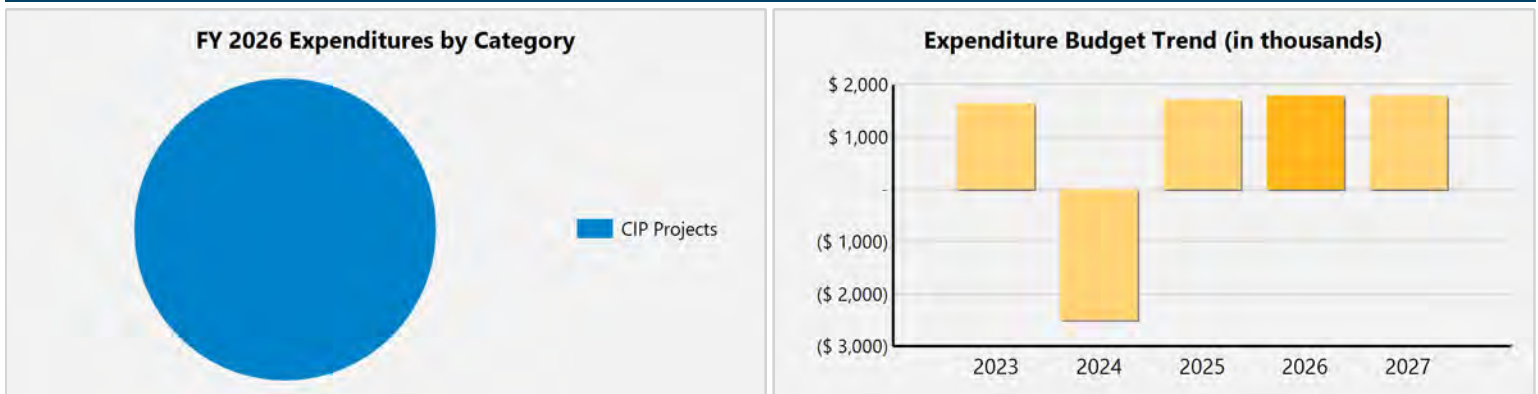 FY 2026 Expenditures by Category
CIP Projects
Expenditure Budget Trend (in thousands)
$ 2,000
$ 1,000
-
($ 1,000)
($ 2,000)
($ 3,000)
2023 2024 2025 2026 2027